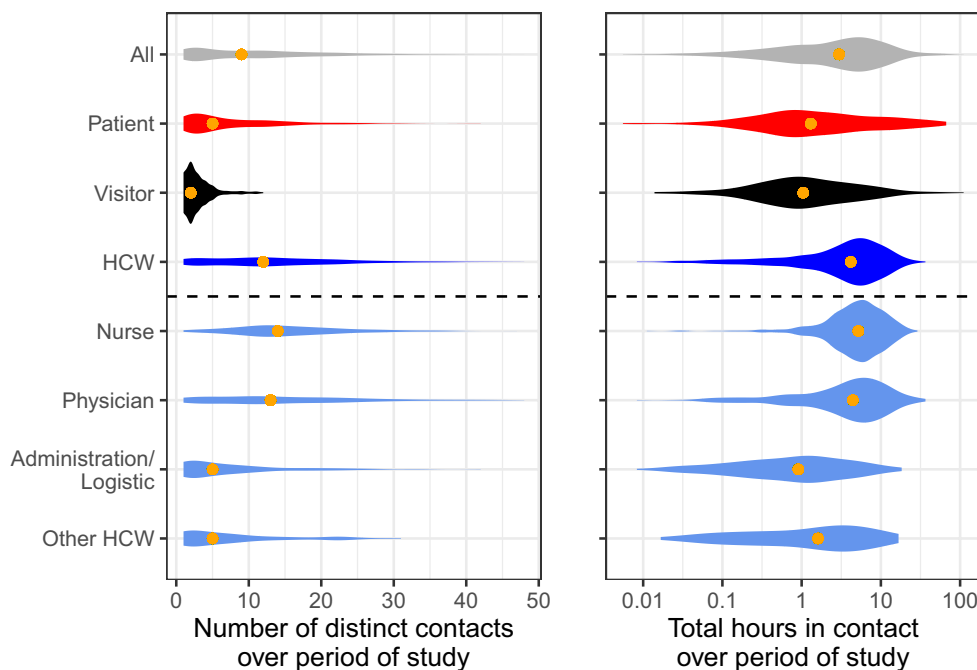 All
Patient
Visitor
HCW
Nurse
Physician
Administration/
Logistic
Other HCW
0 10 20 30 40 50
Number of distinct contacts
over period of study
0.01 0.1 1 10 100
Total hours in contact
over period of study